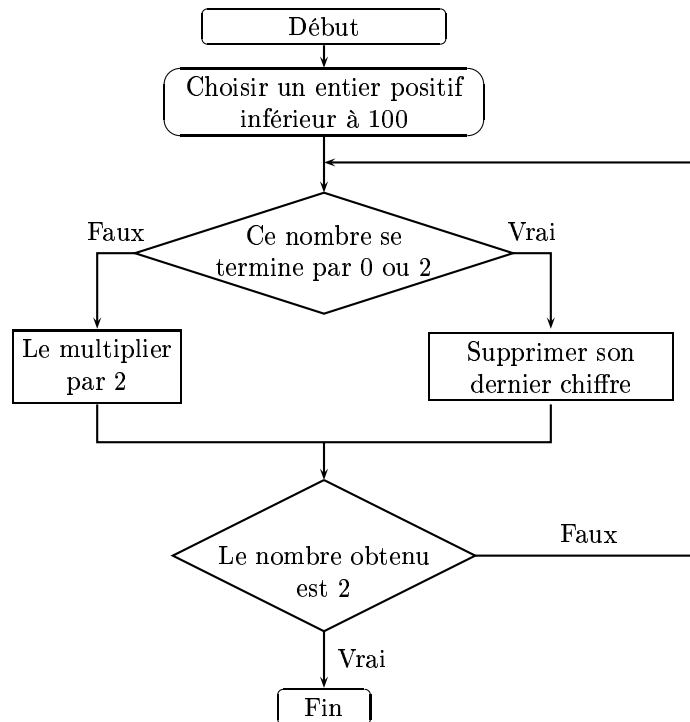 Début
Choisir un entier positif
inférieur à 100
Faux
Vrai
Ce nombre se
termine par 0 ou 2
Le multiplier
par 2
Supprimer son
dernier chiffre
Faux
Le nombre obtenu
est 2
Vrai
Fin